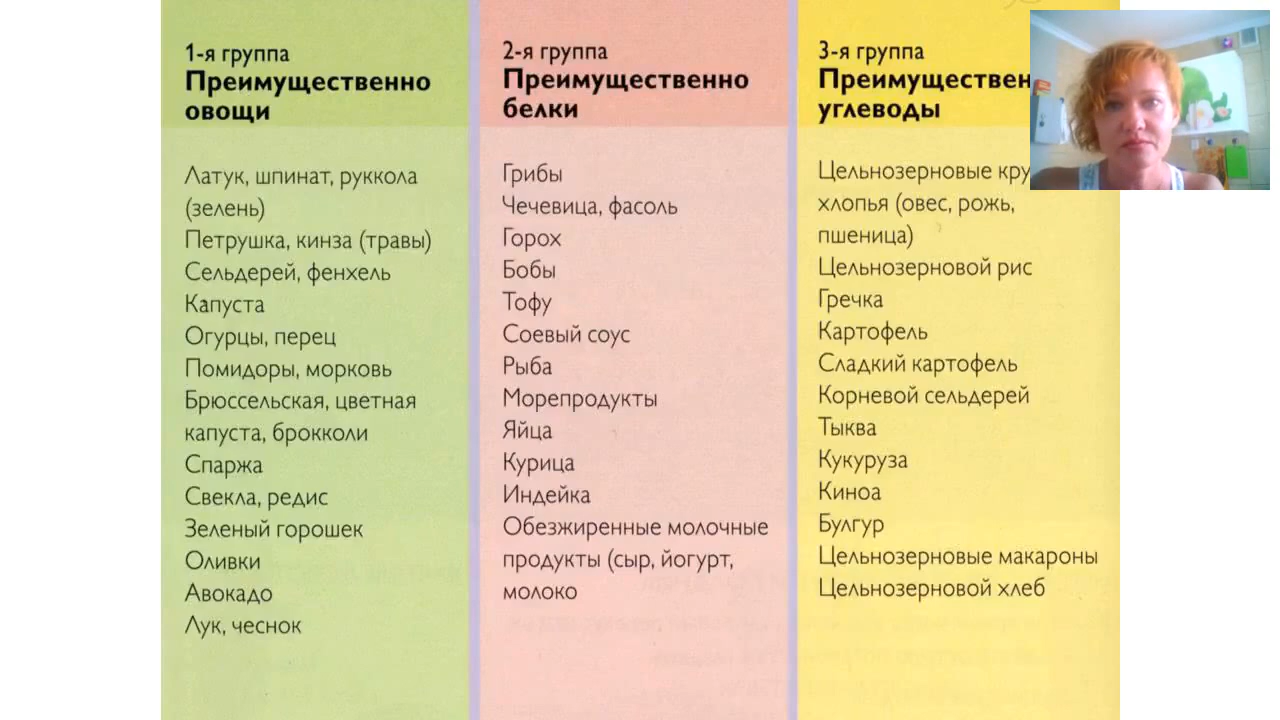 1-я группа
Преимущественно
овощи
Латук, шпинат, руккола
(зелень)
Петрушка, кинза (травы)
Сельдерей, фенхель
Капуста
Огурцы, перец
Помидоры, морковь
Брюссельская, цветная
капуста, брокколи
Спаржа
Свекла, редис
Зеленый горошек
Оливки
Авокадо
Лук, чеснок
2-я группа
Преимущественно
белки
Грибы
Чечевица, фасоль
Горох
Бобы
Тофу
Соевый соус
Рыба
Морепродукты
Яйца
Курица
Индейка
Обезжиренные молочные
продукты (сыр, йогурт,
молоко
3-я группа
Преимуществен
углеводы
Цельнозерновые кру
хлопья (овес, рожь,
пшеница)
Цельнозерновой рис
Гречка
Картофель
Сладкий картофель
Корневой сельдерей
Тыква
Кукуруза
Киноа
Булгур
Цельнозерновые макароны
Цельнозерновой хлеб